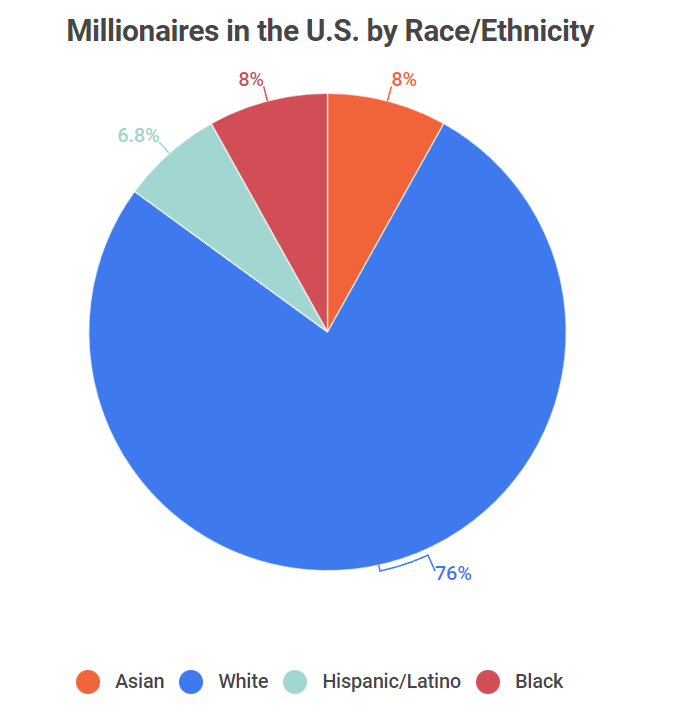 Millionaires in the U.S. by Race/Ethnicity
8% 8%
6.8%
76%
Asian White Hispanic/Latino Black